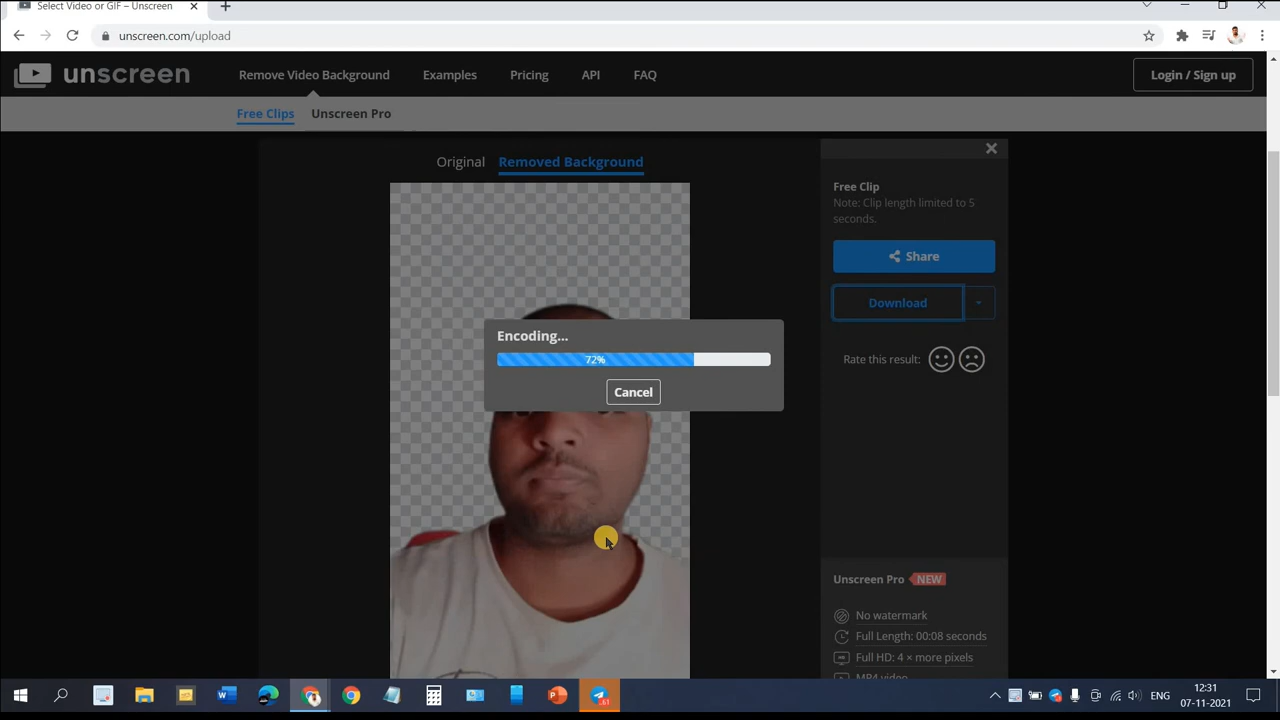 Select Video or GIF – Unscreen
unscreen.com/upload
unscreen
Remove Video Background
Examples
Pricing
API
FAQ
Login / Sign up
Free Clips
Unscreen Pro
Original
Removed Background
Free Clip
Note: Clip length limited to 5
seconds.
Share
Download
Rate this result:
Encoding...
72%
Cancel
Unscreen Pro NEW
No watermark
Full Length: 00:08 seconds
Full HD: 4 × more pixels
MP4 video
ENG
12:31
07-11-2021